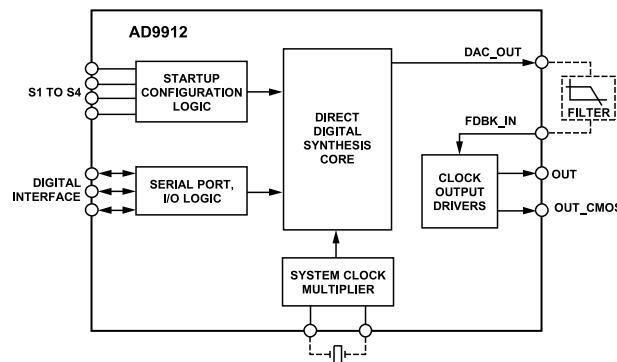 AD9912
S1 TO S4
STARTUP
CONFIGURATION
LOGIC
DIRECT
DIGITAL
SYNTHESIS
CORE
DAC_OUT
FILTER
FDBK_IN
DIGITAL
INTERFACE
SERIAL PORT,
I/O LOGIC
CLOCK
OUTPUT
DRIVERS
OUT
OUT_CMOS
SYSTEM CLOCK
MULTIPLIER